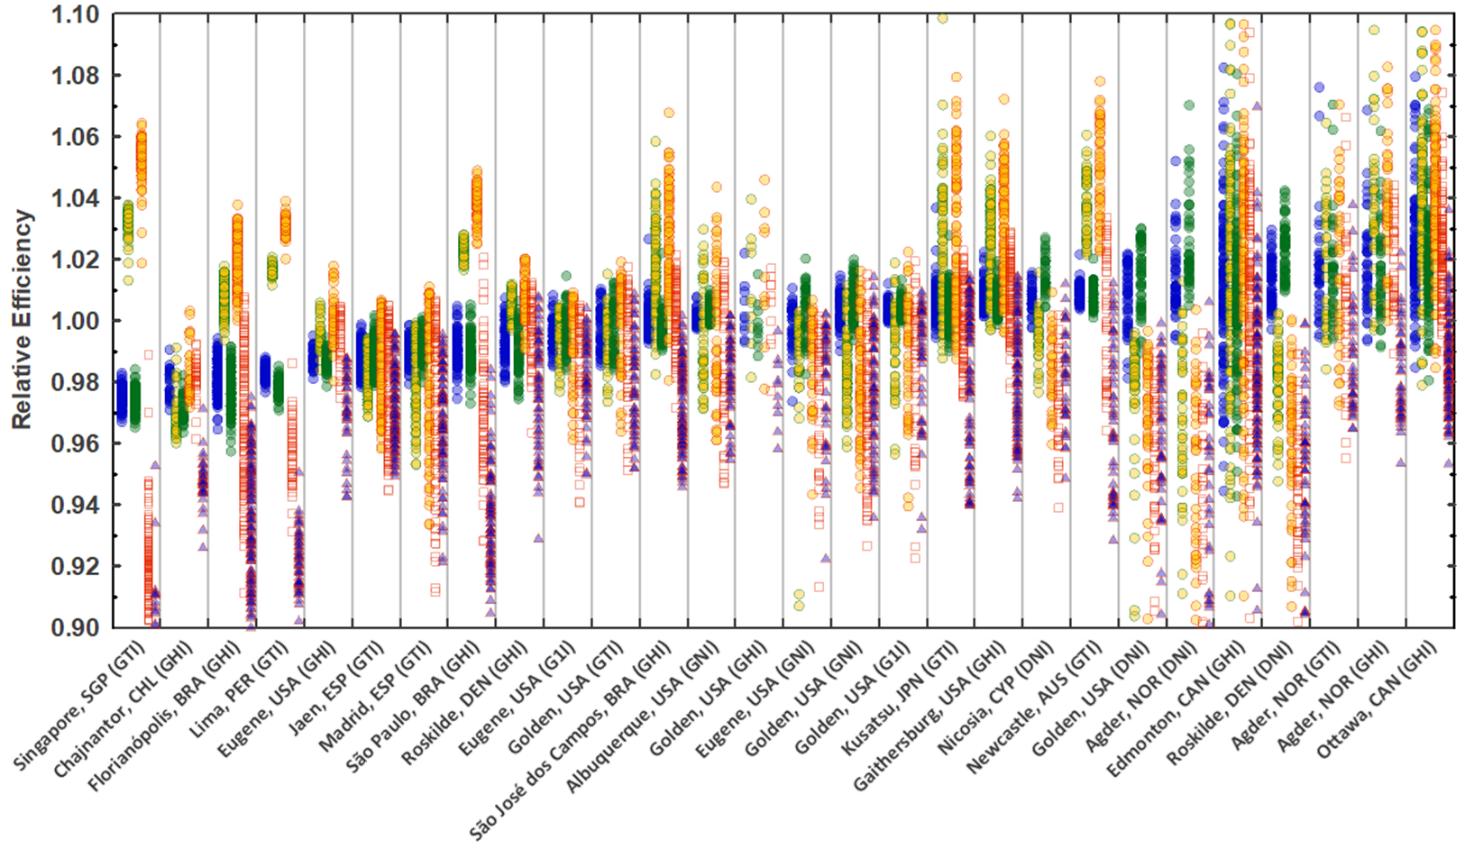 1.10
1.08
1.06
1.04
1.02
1.00
0.98
0.96
0.94
0.92
0.90
Relative Efficiency
Singapore, SGP (GTI)
Chajnantor, CHL (GHI)
Florianópolis, BRA (GHI)
Lima, PER (GTI)
Eugene, USA (GHI)
Jaen, ESP (GTI)
Madrid, ESP (GTI)
São Paulo, BRA (GHI)
Roskilde, DEN (GHI)
Eugene, USA (G1I)
Golden, USA (GTI)
São José dos Campos, BRA (GHI)
Albuquerque, USA (GNI)
Golden, USA (GHI)
Eugene, USA (GNI)
Golden, USA (GNI)
Golden, USA (G1I)
Kusatsu, JPN (GTI)
Gaithersburg, USA (GHI)
Nicosia, CYP (DNI)
Newcastle, AUS (GTI)
Golden, USA (DNI)
Agder, NOR (DNI)
Edmonton, CAN (GHI)
Roskilde, DEN (DNI)
Agder, NOR (GTI)
Agder, NOR (GHI)
Ottawa, CAN (GHI)